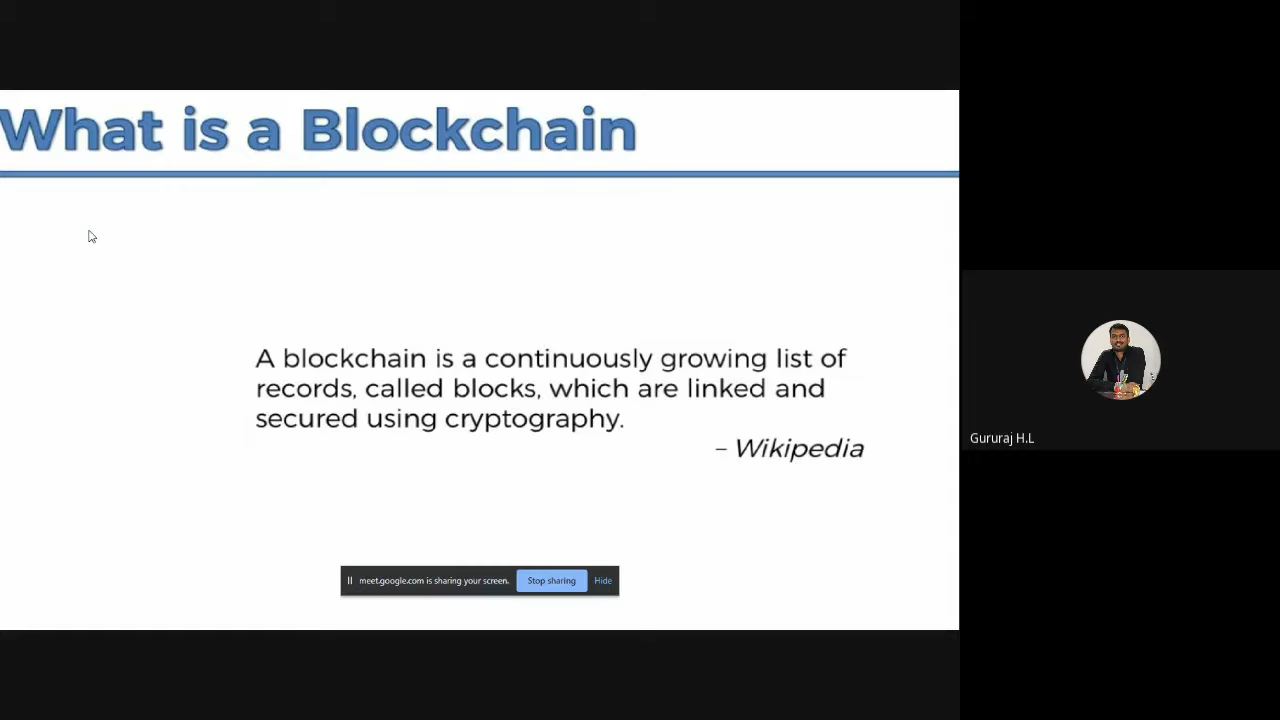 What is a Blockchain
A blockchain is a continuously growing list of
records, called blocks, which are linked and
secured using cryptography.
– Wikipedia
meet.google.com is sharing your screen. Stop sharing Hide
Gururaj H.L